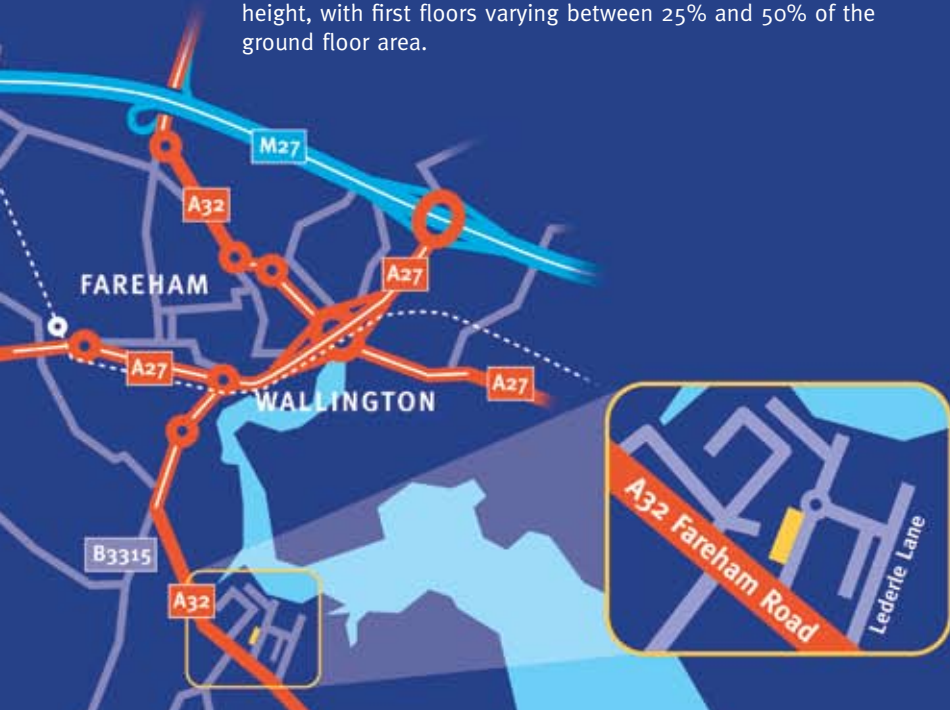 height, with first floors varying between 25% and 50% of the
ground floor area.
M27
A32
A27
FAREHAM
A27
A27
WALLINGTON
A32 Fareham Road
Lederle Lane
B3315
A32